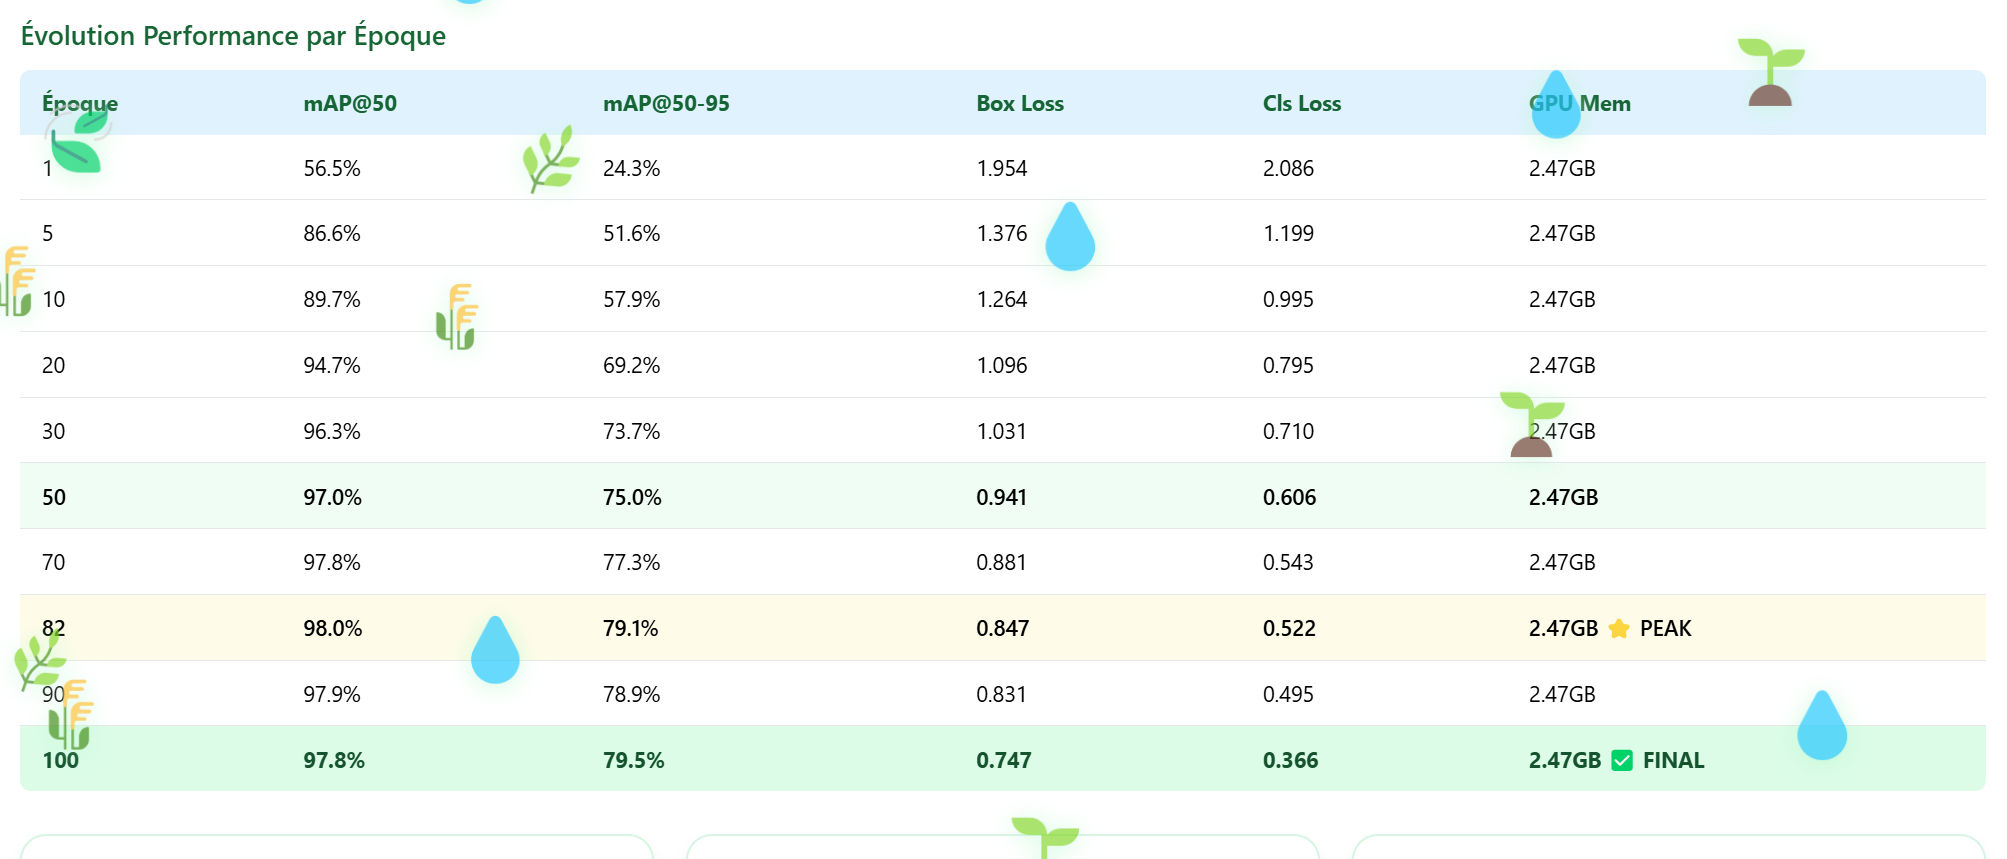 Évolution Performance par Époque
Époque mAP@50 mAP@50-95 Box Loss Cls Loss GPU Mem
1 56.5% 24.3% 1.954 2.086 2.47GB
5 86.6% 51.6% 1.376 1.199 2.47GB
10 89.7% 57.9% 1.264 0.995 2.47GB
20 94.7% 69.2% 1.096 0.795 2.47GB
30 96.3% 73.7% 1.031 0.710 2.47GB
50 97.0% 75.0% 0.941 0.606 2.47GB
70 97.8% 77.3% 0.881 0.543 2.47GB
82 98.0% 79.1% 0.847 0.522 2.47GB ⭐ PEAK
90 97.9% 78.9% 0.831 0.495 2.47GB
100 97.8% 79.5% 0.747 0.366 2.47GB ✅ FINAL